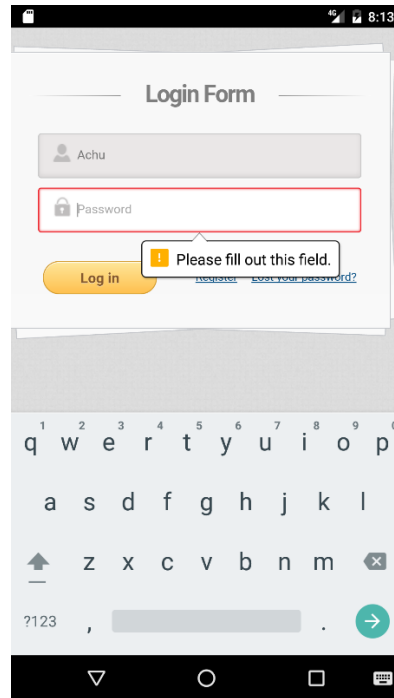 4G 8:13
Login Form
Achu
Password
! Please fill out this field.
Log in Register Lost your password?
1 2 3 4 5 6 7 8 9 0
q w e r t y u i o p
a s d f g h j k l
z x c v b n m
?123 , .